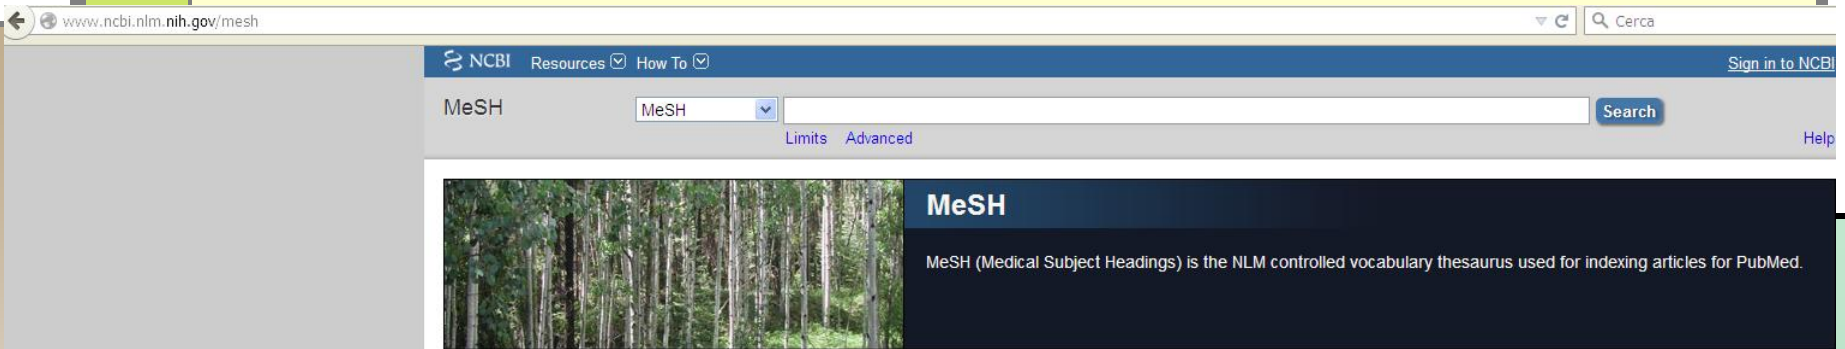 www.ncbi.nlm.nih.gov/mesh
Cerca
NCBI Resources How To Sign in to NCBI
MeSH
MeSH
Search
Limits Advanced Help
MeSH
MeSH (Medical Subject Headings) is the NLM controlled vocabulary thesaurus used for indexing articles for PubMed.